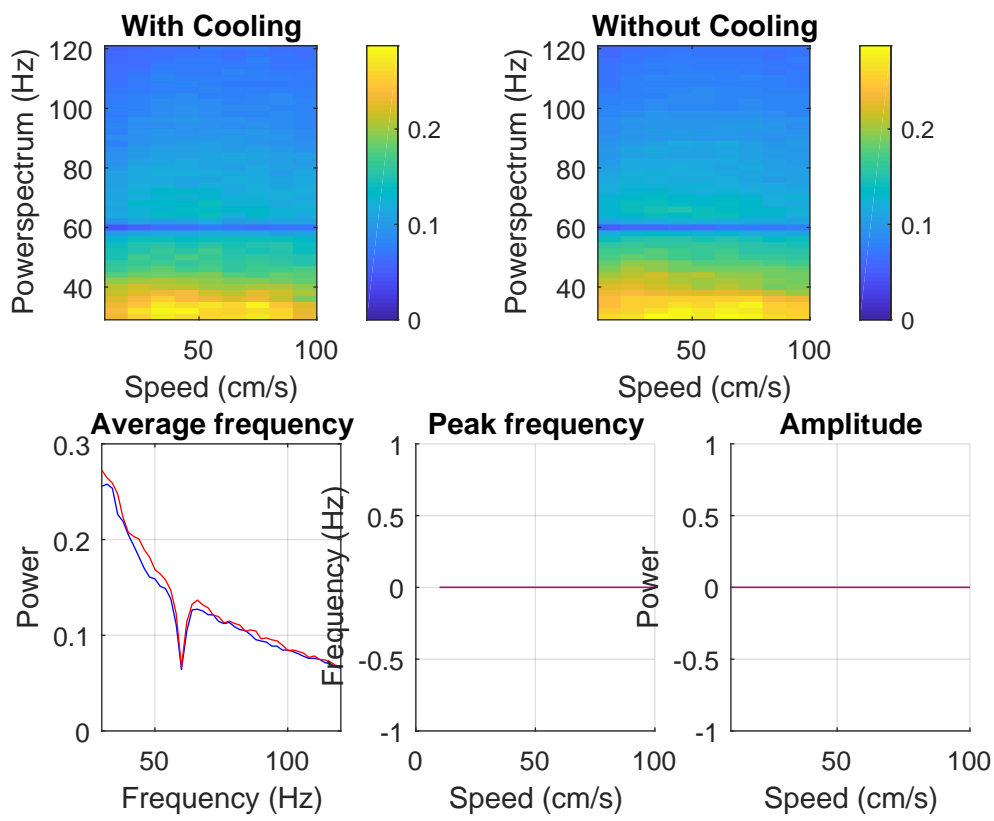 With Cooling
Without Cooling
Powerspectrum (Hz)
120
100
80
60
40
50
100
Speed (cm/s)
0.2
0.1
0
Powerspectrum (Hz)
120
100
80
60
40
50
100
Speed (cm/s)
0.2
0.1
0
Average frequency
Power
0.3
0.2
0.1
0
50
100
Frequency (Hz)
Peak frequency
Frequency (Hz)
1
0.5
0
-0.5
-1
0
50
100
Speed (cm/s)
Amplitude
Power
1
0.5
0
-0.5
-1
50
100
Speed (cm/s)